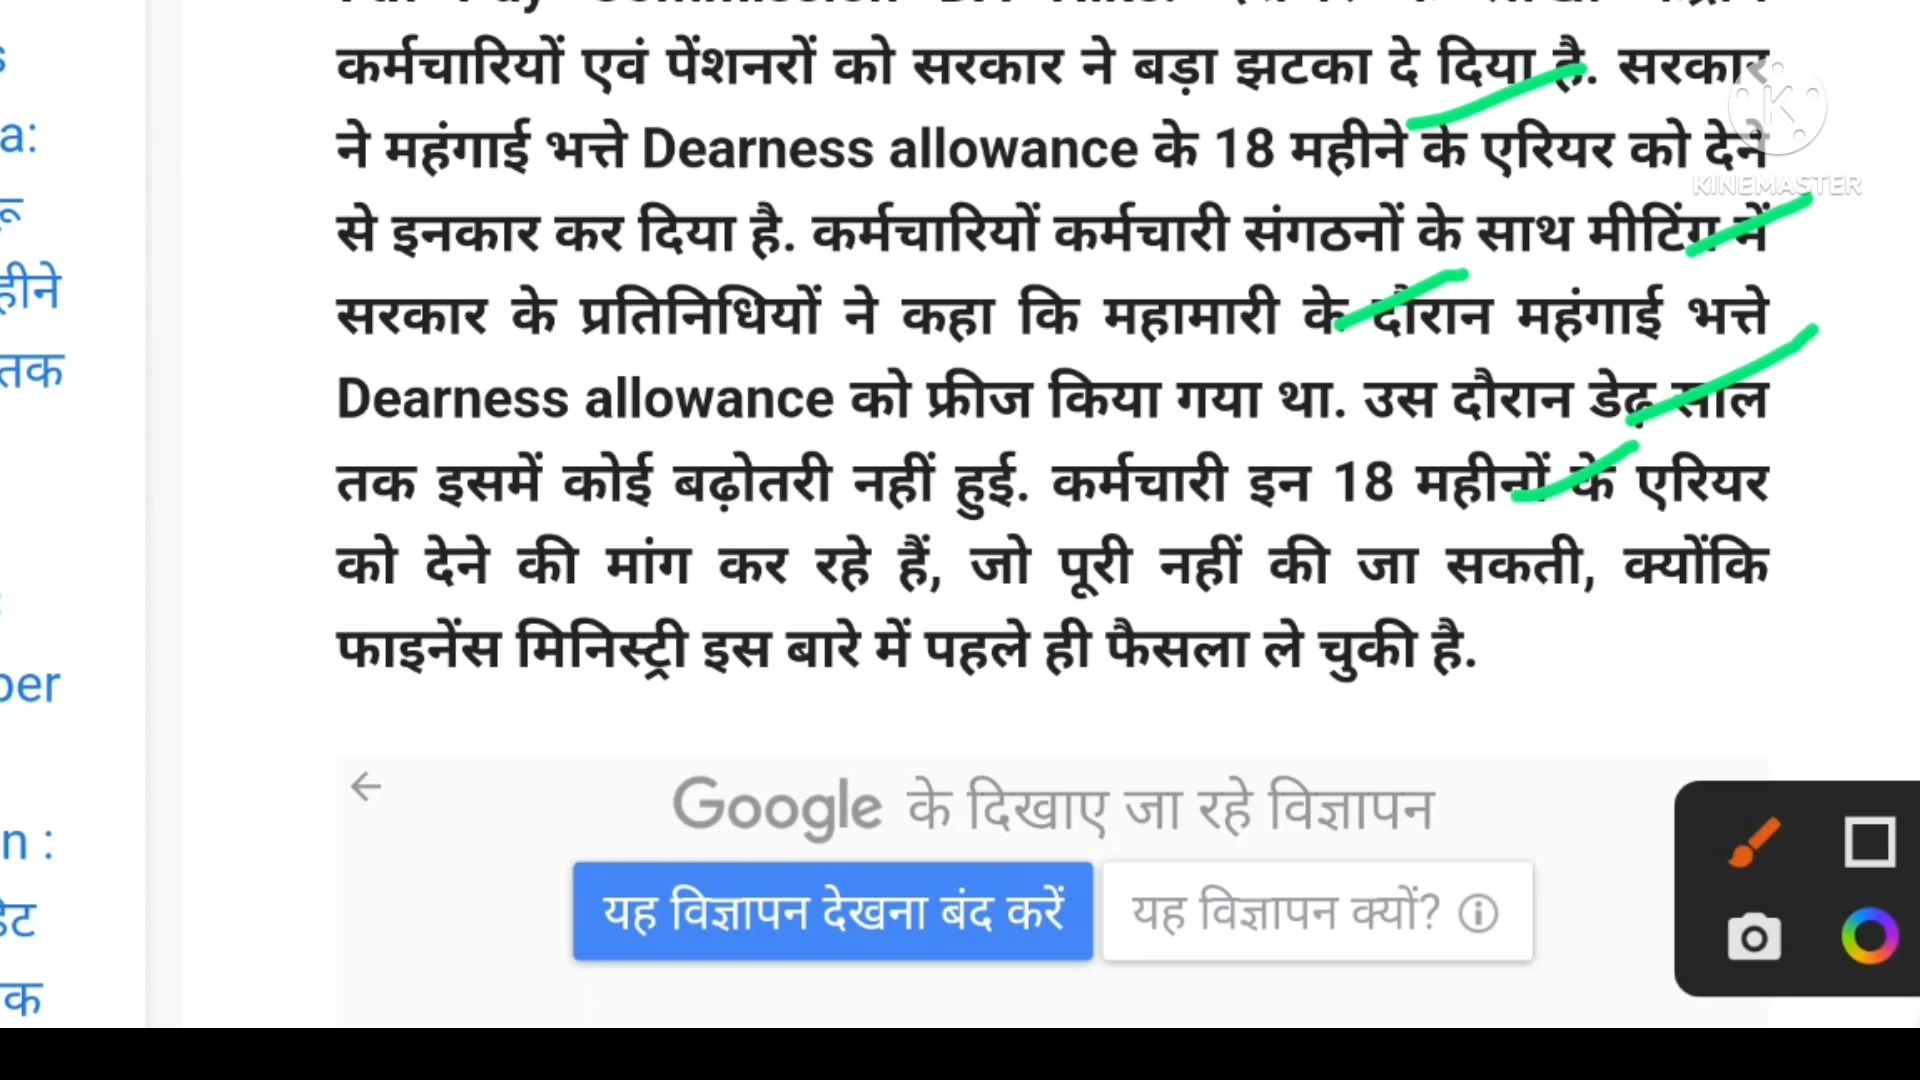 कर्मचारियों एवं पेंशनरों को सरकार ने बड़ा झटका दे दिया है. सरकार
ने महंगाई भत्ते Dearness allowance के 18 महीने के एरियर को देने
से इनकार कर दिया है. कर्मचारियों कर्मचारी संगठनों के साथ मीटिंग में
सरकार के प्रतिनिधियों ने कहा कि महामारी के दौरान महंगाई भत्ते
Dearness allowance को फ्रीज किया गया था. उस दौरान डेढ़ साल
तक इसमें कोई बढ़ोतरी नहीं हुई. कर्मचारी इन 18 महीनों के एरियर
को देने की मांग कर रहे हैं, जो पूरी नहीं की जा सकती, क्योंकि
फाइनेंस मिनिस्ट्री इस बारे में पहले ही फैसला ले चुकी है.
Google के दिखाए जा रहे विज्ञापन
यह विज्ञापन देखना बंद करें
यह विज्ञापन क्यों?
KINEMASTER
a:
तक
n :